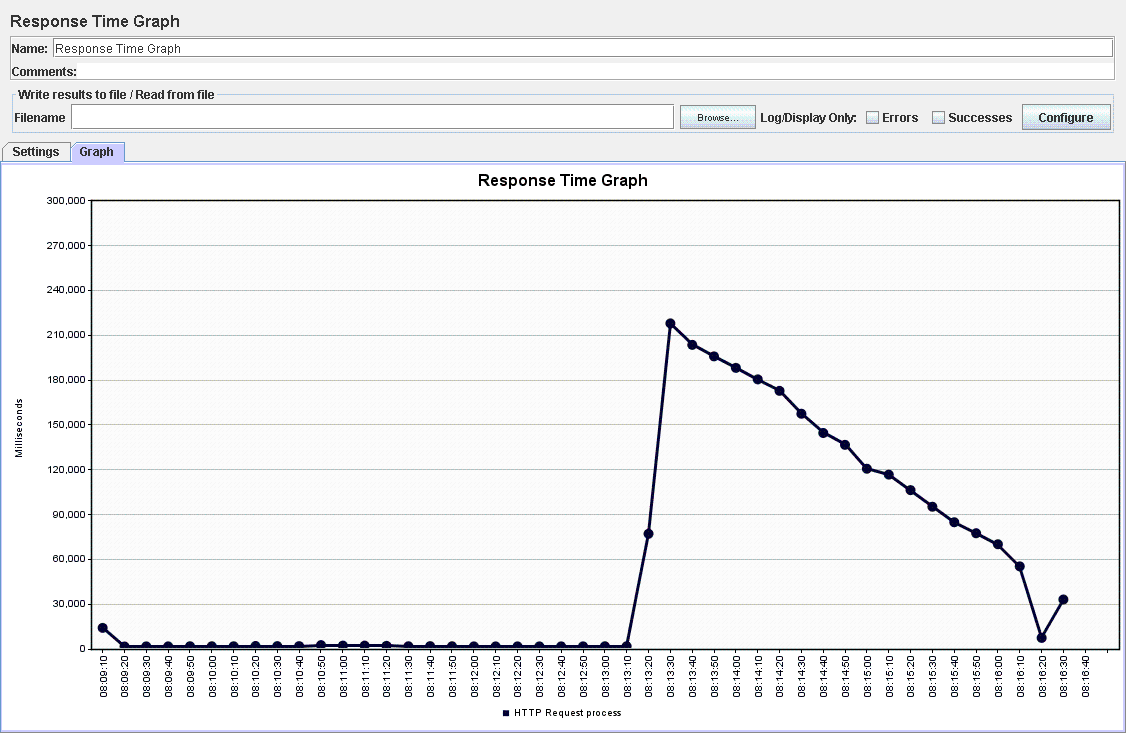 Response Time Graph
Name: Response Time Graph
Comments:
Write results to file / Read from file
Filename Browse... Log/Display Only: Errors Successes Configure
Settings Graph
Response Time Graph
300,000
270,000
240,000
210,000
180,000
150,000
120,000
90,000
60,000
30,000
0
Milliseconds
08:09:10 08:09:20 08:09:30 08:09:40 08:09:50 08:10:00 08:10:10 08:10:20 08:10:30 08:10:40 08:10:50 08:11:00 08:11:10 08:11:20 08:11:30 08:11:40 08:11:50 08:12:00 08:12:10 08:12:20 08:12:30 08:12:40 08:12:50 08:13:00 08:13:10 08:13:20 08:13:30 08:13:40 08:13:50 08:14:00 08:14:10 08:14:20 08:14:30 08:14:40 08:14:50 08:15:00 08:15:10 08:15:20 08:15:30 08:15:40 08:15:50 08:16:00 08:16:10 08:16:20 08:16:30 08:16:40
HTTP Request process